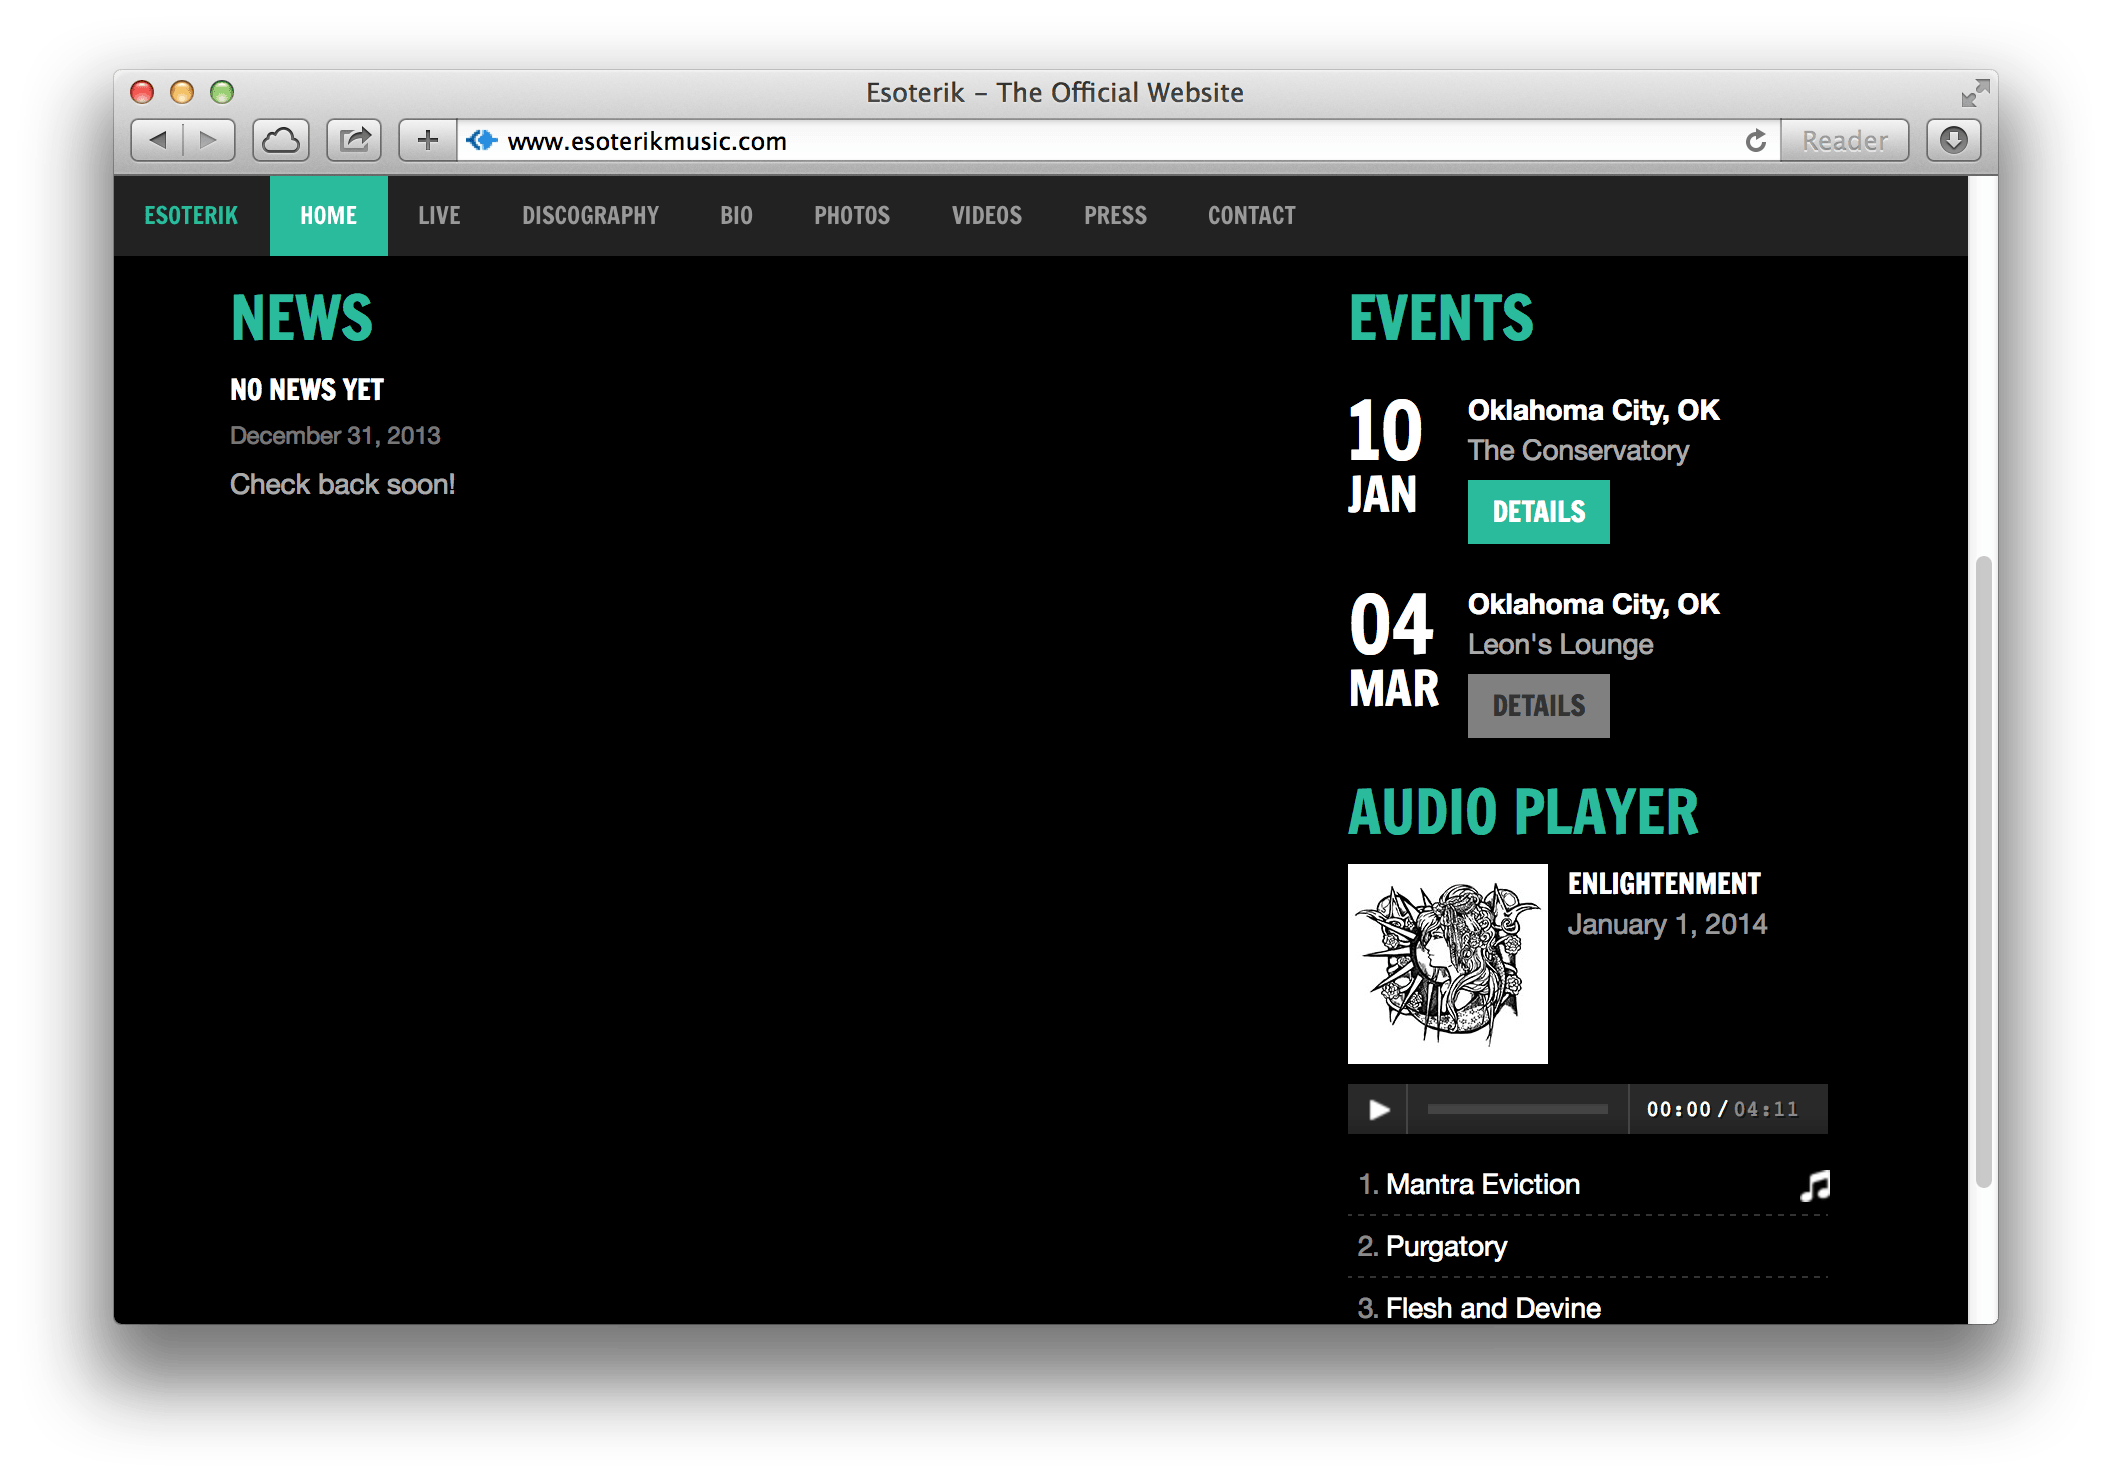 Esoterik – The Official Website
www.esoterikmusic.com
Reader
ESOTERIK HOME LIVE DISCOGRAPHY BIO PHOTOS VIDEOS PRESS CONTACT
NEWS
NO NEWS YET
December 31, 2013
Check back soon!
EVENTS
10
JAN
Oklahoma City, OK
The Conservatory
DETAILS
04
MAR
Oklahoma City, OK
Leon's Lounge
DETAILS
AUDIO PLAYER
ENLIGHTENMENT
January 1, 2014
00:00 / 04:11
1. Mantra Eviction
2. Purgatory
3. Flesh and Devine